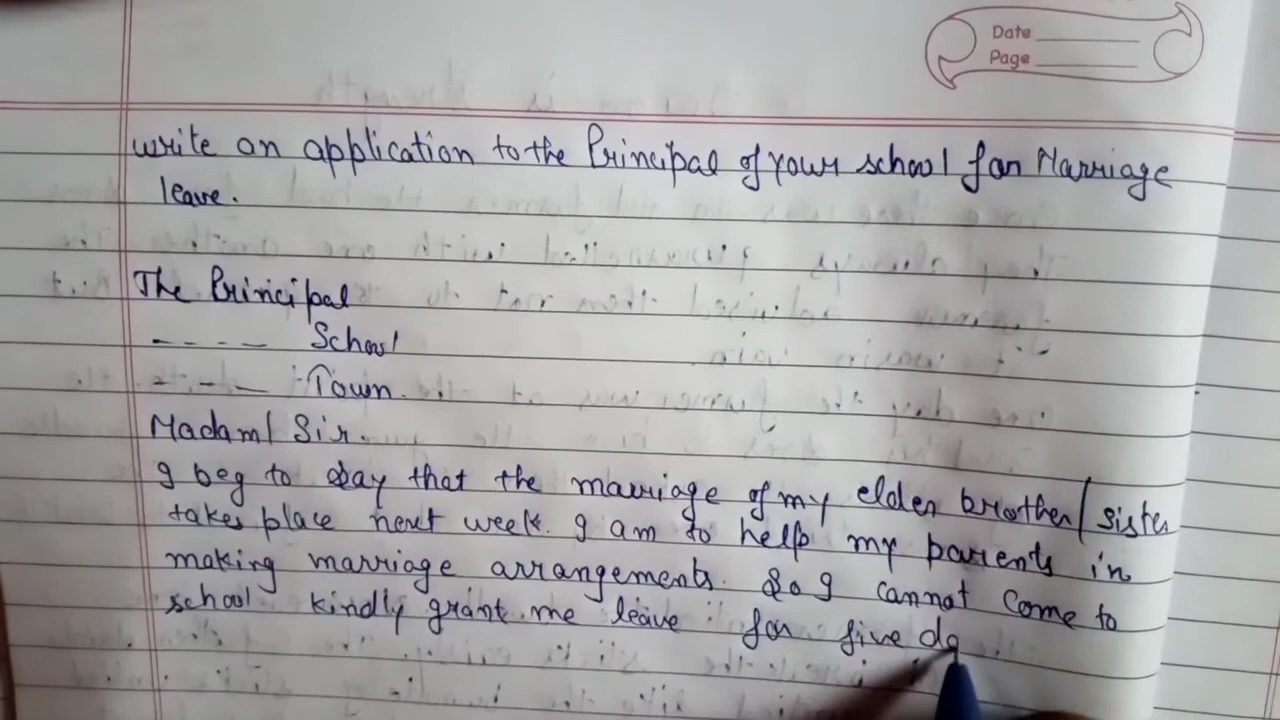 Date
Page
write an application to the Principal of your school for Marriage
leave.
The Principal
---- School
---- Town.
Madam/ Sir.
I beg to say that the marriage of my elder brother/ sister
takes place next week. I am to help my parents in
making marriage arrangements. So I cannot come to
school kindly grant me leave for five da